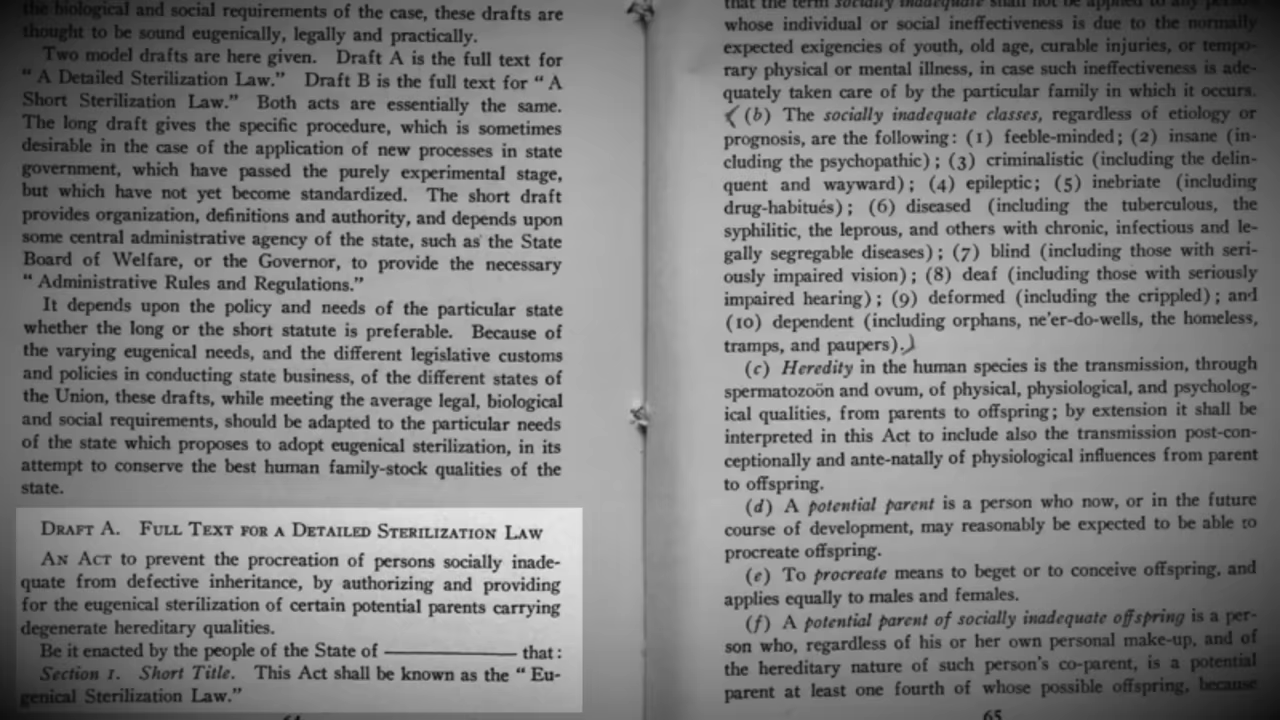 the biological and social requirements of the case, these drafts are
thought to be sound eugenically, legally and practically.
Two model drafts are here given. Draft A is the full text for
“ A Detailed Sterilization Law.” Draft B is the full text for “ A
Short Sterilization Law.” Both acts are essentially the same.
The long draft gives the specific procedure, which is sometimes
desirable in the case of the application of new processes in state
government, which have passed the purely experimental stage,
but which have not yet become standardized. The short draft
provides organization, definitions and authority, and depends upon
some central administrative agency of the state, such as the State
Board of Welfare, or the Governor, to provide the necessary
“ Administrative Rules and Regulations.”
It depends upon the policy and needs of the particular state
whether the long or the short statute is preferable. Because of
the varying eugenical needs, and the different legislative customs
and policies in conducting state business, of the different states of
the Union, these drafts, while meeting the average legal, biological
and social requirements, should be adapted to the particular needs
of the state which proposes to adopt eugenical sterilization, in its
attempt to conserve the best human family-stock qualities of the
state.
DRAFT A. FULL TEXT FOR A DETAILED STERILIZATION LAW
AN ACT to prevent the procreation of persons socially inade-
quate from defective inheritance, by authorizing and providing
for the eugenical sterilization of certain potential parents carrying
degenerate hereditary qualities.
Be it enacted by the people of the State of ———— that:
Section 1. Short Title. This Act shall be known as the “ Eu-
genical Sterilization Law.”
64
that the term socially inadequate shall not be applied to any person
whose individual or social ineffectiveness is due to the normally
expected exigencies of youth, old age, curable injuries, or tempo-
rary physical or mental illness, in case such ineffectiveness is ade-
quately taken care of by the particular family in which it occurs.
(b) The socially inadequate classes, regardless of etiology or
prognosis, are the following: (1) feeble-minded; (2) insane (in-
cluding the psychopathic); (3) criminalistic (including the delin-
quent and wayward); (4) epileptic; (5) inebriate (including
drug-habitués); (6) diseased (including the tuberculous, the
syphilitic, the leprous, and others with chronic, infectious and le-
gally segregable diseases); (7) blind (including those with seri-
ously impaired vision); (8) deaf (including those with seriously
impaired hearing); (9) deformed (including the crippled); and
(10) dependent (including orphans, ne'er-do-wells, the homeless,
tramps, and paupers).
(c) Heredity in the human species is the transmission, through
spermatozoön and ovum, of physical, physiological, and psycholog-
ical qualities, from parents to offspring; by extension it shall be
interpreted in this Act to include also the transmission post-con-
ceptionally and ante-natally of physiological influences from parent
to offspring.
(d) A potential parent is a person who now, or in the future
course of development, may reasonably be expected to be able to
procreate offspring.
(e) To procreate means to beget or to conceive offspring, and
applies equally to males and females.
(f) A potential parent of socially inadequate offspring is a per-
son who, regardless of his or her own personal make-up, and of
the hereditary nature of such person's co-parent, is a potential
parent at least one fourth of whose possible offspring, because
65